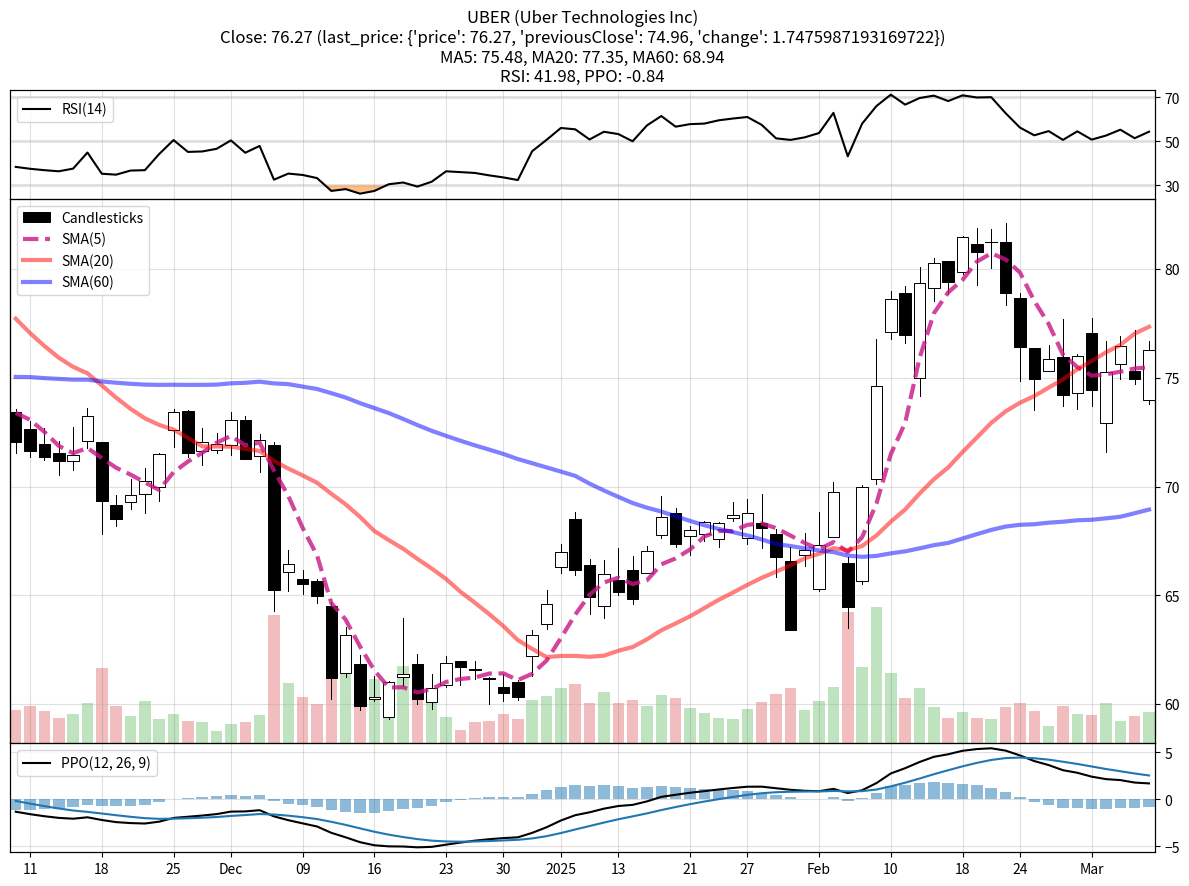 UBER (Uber Technologies Inc)
Close: 76.27 (last_price: {'price': 76.27, 'previousClose': 74.96, 'change': 1.7475987193169722})
MA5: 75.48, MA20: 77.35, MA60: 68.94
RSI: 41.98, PPO: -0.84
RSI(14)
70
50
30
Candlesticks
SMA(5)
SMA(20)
SMA(60)
80
75
70
65
60
PPO(12, 26, 9)
5
0
−5
11 18 25 Dec 09 16 23 30 2025 13 21 27 Feb 10 18 24 Mar